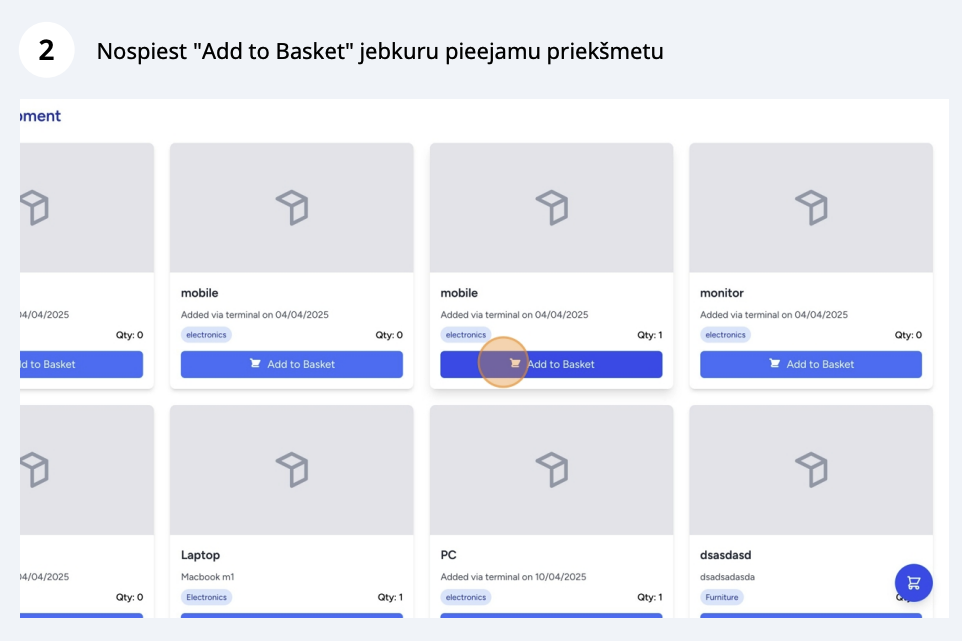 2
Nospiest "Add to Basket" jebkuru pieejamu priekšmetu
mobile
Added via terminal on 04/04/2025
electronics
Qty: 0
Add to Basket
mobile
Added via terminal on 04/04/2025
electronics
Qty: 1
Add to Basket
monitor
Added via terminal on 04/04/2025
electronics
Qty: 0
Add to Basket
04/04/2025
Qty: 0
to Basket
Laptop
Macbook m1
Electronics
Qty: 1
PC
Added via terminal on 10/04/2025
electronics
Qty: 1
dsasdasd
dsadsadasda
Furniture
04/04/2025
Qty: 0